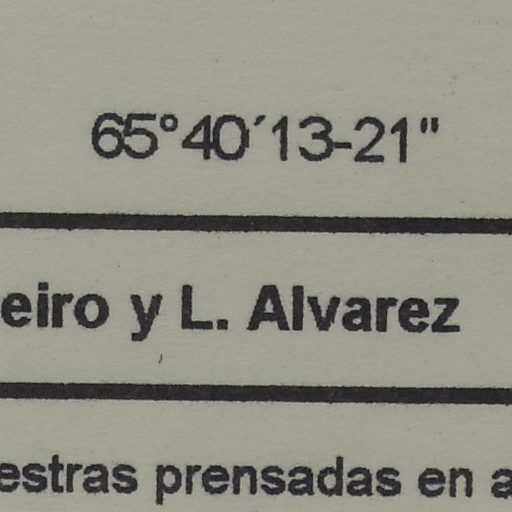 65°40´13-21"
eiro y L. Alvarez
estras prensadas en a